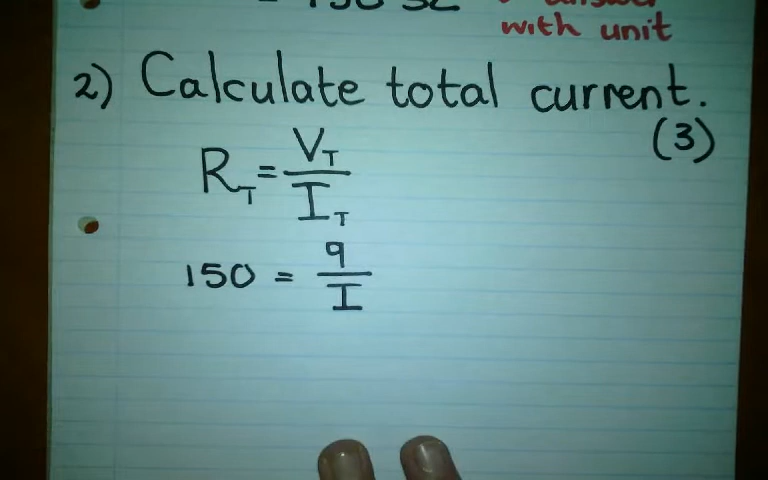 with unit
2) Calculate total current.
(3)
R_T = V_T / I_T
150 = 9 / I